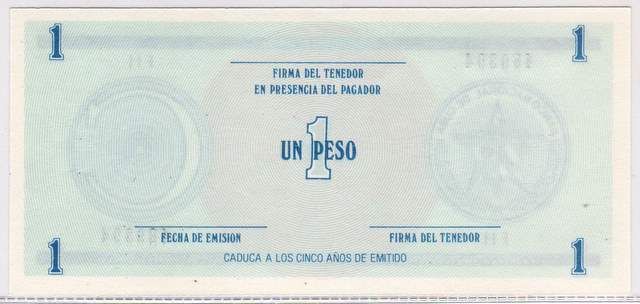 1 1
FIRMA DEL TENEDOR
EN PRESENCIA DEL PAGADOR
UN 1 PESO
FECHA DE EMISION FIRMA DEL TENEDOR
CADUCA A LOS CINCO AÑOS DE EMITIDO
1 1